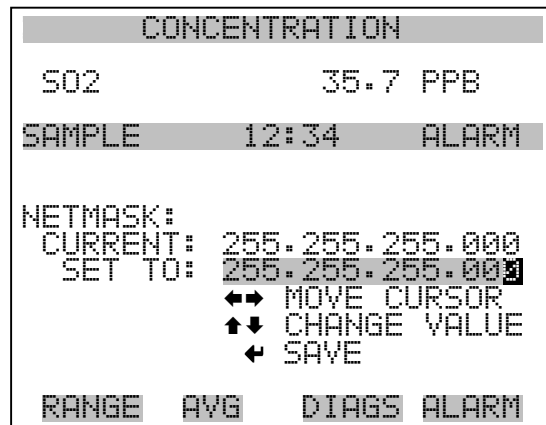 CONCENTRATION
SO2 35.7 PPB
SAMPLE 12:34 ALARM
NETMASK:
CURRENT: 255.255.255.000
SET TO: 255.255.255.000
←→ MOVE CURSOR
↑↓ CHANGE VALUE
↵ SAVE
RANGE AVG DIAGS ALARM